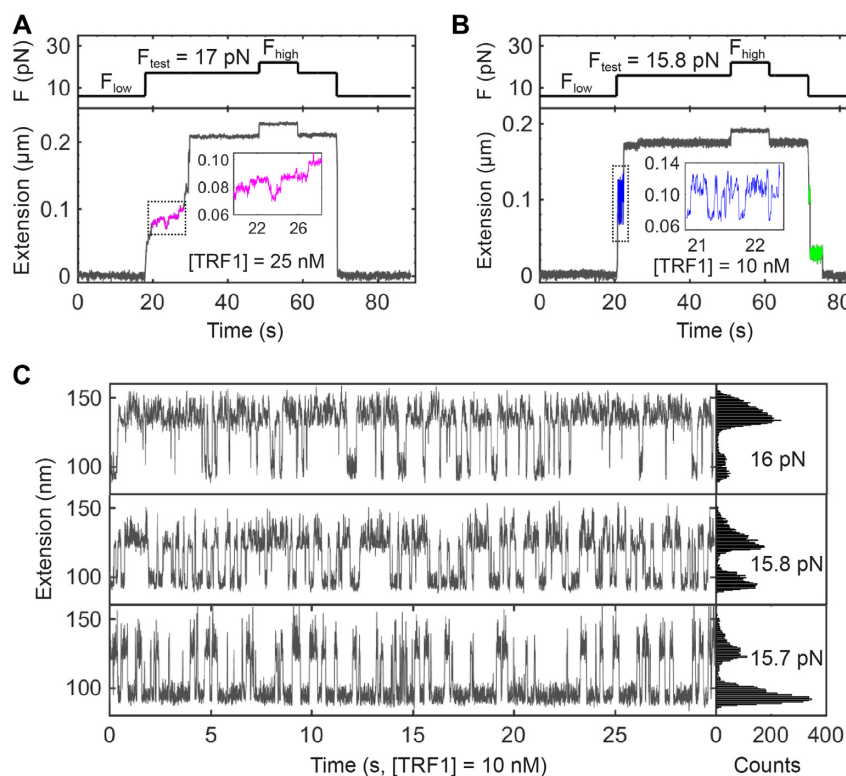 A
B
F (pN)
30
10
F_low
F_test = 17 pN
F_high
F (pN)
30
10
F_low
F_test = 15.8 pN
F_high
Extension (μm)
0.2
0.1
0
0.10
0.08
0.06
22
26
[TRF1] = 25 nM
0
20
40
60
80
Time (s)
Extension (μm)
0.2
0.1
0
0.14
0.10
0.06
21
22
[TRF1] = 10 nM
0
20
40
60
80
Time (s)
C
Extension (nm)
150
100
16 pN
150
100
15.8 pN
150
100
15.7 pN
0
5
10
15
20
25
0
200
400
Time (s, [TRF1] = 10 nM)
Counts